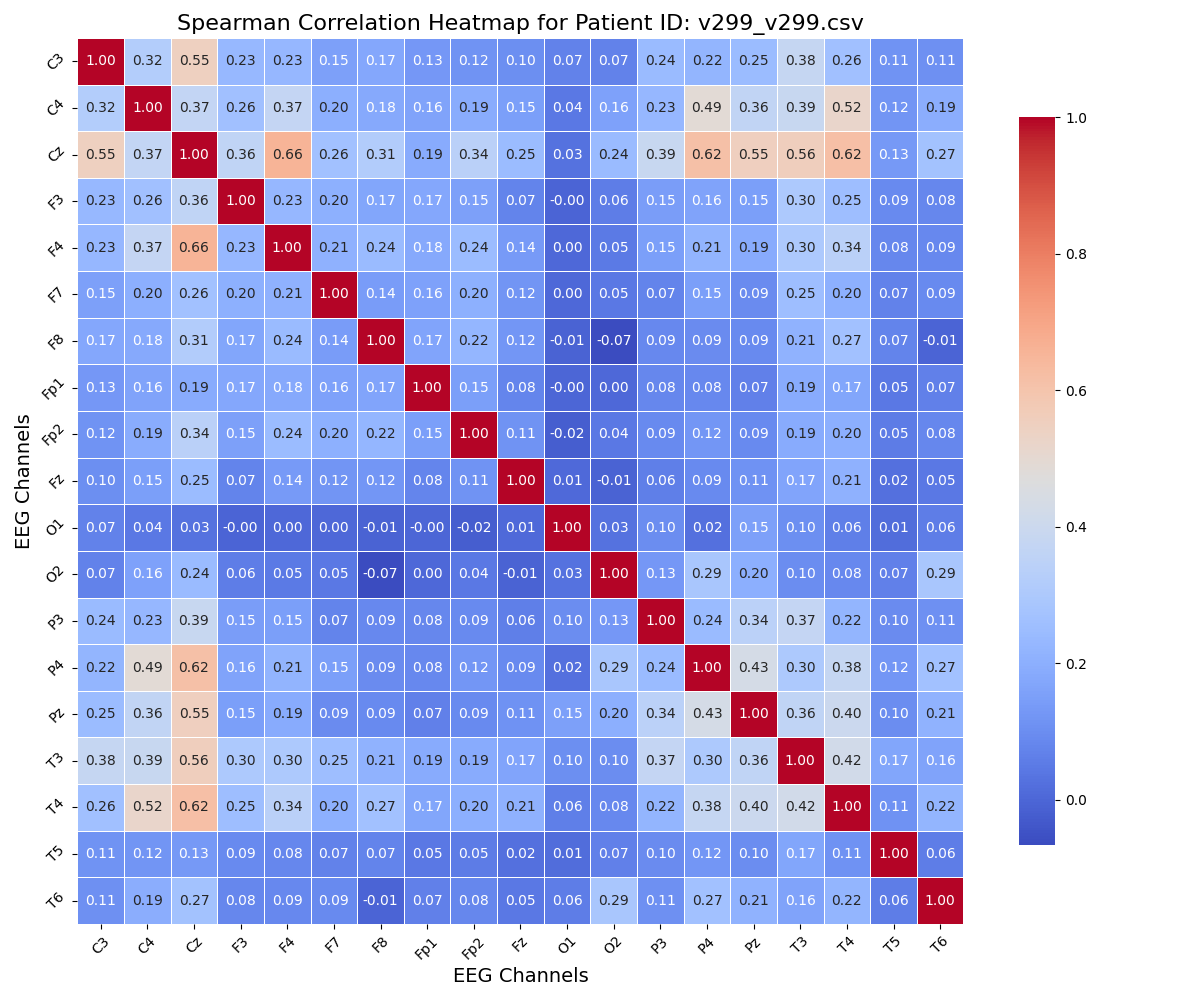 Spearman Correlation Heatmap for Patient ID: v299_v299.csv
C3 1.00 0.32 0.55 0.23 0.23 0.15 0.17 0.13 0.12 0.10 0.07 0.07 0.24 0.22 0.25 0.38 0.26 0.11 0.11
C4 0.32 1.00 0.37 0.26 0.37 0.20 0.18 0.16 0.19 0.15 0.04 0.16 0.23 0.49 0.36 0.39 0.52 0.12 0.19
Cz 0.55 0.37 1.00 0.36 0.66 0.26 0.31 0.19 0.34 0.25 0.03 0.24 0.39 0.62 0.55 0.56 0.62 0.13 0.27
F3 0.23 0.26 0.36 1.00 0.23 0.20 0.17 0.17 0.15 0.07 -0.00 0.06 0.15 0.16 0.15 0.30 0.25 0.09 0.08
F4 0.23 0.37 0.66 0.23 1.00 0.21 0.24 0.18 0.24 0.14 0.00 0.05 0.15 0.21 0.19 0.30 0.34 0.08 0.09
F7 0.15 0.20 0.26 0.20 0.21 1.00 0.14 0.16 0.20 0.12 0.00 0.05 0.07 0.15 0.09 0.25 0.20 0.07 0.09
F8 0.17 0.18 0.31 0.17 0.24 0.14 1.00 0.17 0.22 0.12 -0.01 -0.07 0.09 0.09 0.09 0.21 0.27 0.07 -0.01
Fp1 0.13 0.16 0.19 0.17 0.18 0.16 0.17 1.00 0.15 0.08 -0.00 0.00 0.08 0.08 0.07 0.19 0.17 0.05 0.07
Fp2 0.12 0.19 0.34 0.15 0.24 0.20 0.22 0.15 1.00 0.11 -0.02 0.04 0.09 0.12 0.09 0.19 0.20 0.05 0.08
Fz 0.10 0.15 0.25 0.07 0.14 0.12 0.12 0.08 0.11 1.00 0.01 -0.01 0.06 0.09 0.11 0.17 0.21 0.02 0.05
O1 0.07 0.04 0.03 -0.00 0.00 0.00 -0.01 -0.00 -0.02 0.01 1.00 0.03 0.10 0.02 0.15 0.10 0.06 0.01 0.06
O2 0.07 0.16 0.24 0.06 0.05 0.05 -0.07 0.00 0.04 -0.01 0.03 1.00 0.13 0.29 0.20 0.10 0.08 0.07 0.29
P3 0.24 0.23 0.39 0.15 0.15 0.07 0.09 0.08 0.09 0.06 0.10 0.13 1.00 0.24 0.34 0.37 0.22 0.10 0.11
P4 0.22 0.49 0.62 0.16 0.21 0.15 0.09 0.08 0.12 0.09 0.02 0.29 0.24 1.00 0.43 0.30 0.38 0.12 0.27
Pz 0.25 0.36 0.55 0.15 0.19 0.09 0.09 0.07 0.09 0.11 0.15 0.20 0.34 0.43 1.00 0.36 0.40 0.10 0.21
T3 0.38 0.39 0.56 0.30 0.30 0.25 0.21 0.19 0.19 0.17 0.10 0.10 0.37 0.30 0.36 1.00 0.42 0.17 0.16
T4 0.26 0.52 0.62 0.25 0.34 0.20 0.27 0.17 0.20 0.21 0.06 0.08 0.22 0.38 0.40 0.42 1.00 0.11 0.22
T5 0.11 0.12 0.13 0.09 0.08 0.07 0.07 0.05 0.05 0.02 0.01 0.07 0.10 0.12 0.10 0.17 0.11 1.00 0.06
T6 0.11 0.19 0.27 0.08 0.09 0.09 -0.01 0.07 0.08 0.05 0.06 0.29 0.11 0.27 0.21 0.16 0.22 0.06 1.00
C3 C4 Cz F3 F4 F7 F8 Fp1 Fp2 Fz O1 O2 P3 P4 Pz T3 T4 T5 T6
EEG Channels
EEG Channels
1.0
0.8
0.6
0.4
0.2
0.0